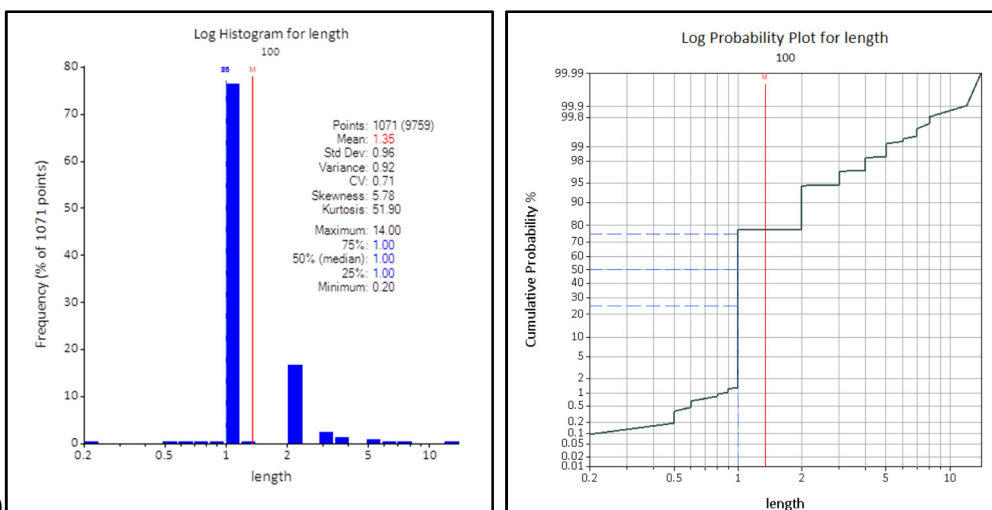 Log Histogram for length
100
80
70
60
50
40
30
20
10
0
Frequency (% of 1071 points)
M
Points: 1071 (9759)
Mean: 1.35
Std Dev: 0.96
Variance: 0.92
CV: 0.71
Skewness: 5.78
Kurtosis: 51.90
Maximum: 14.00
75%: 1.00
50% (median): 1.00
25%: 1.00
Minimum: 0.20
0.2 0.5 1 2 5 10
length
)
Log Probability Plot for length
100
M
99.99
99.9
99.8
99
98
95
90
80
70
60
50
40
30
20
10
5
2
1
0.5
0.2
0.1
0.05
0.02
0.01
Cumulative Probability %
0.2 0.5 1 2 5 10
length